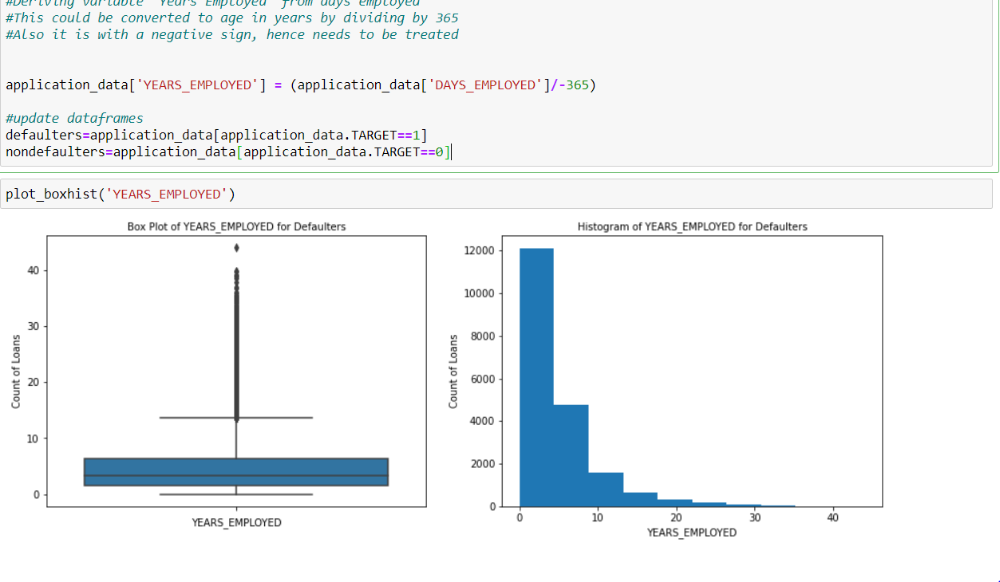 #Deriving variable 'Years Employed' from days employed
#This could be converted to age in years by dividing by 365
#Also it is with a negative sign, hence needs to be treated
application_data['YEARS_EMPLOYED'] = (application_data['DAYS_EMPLOYED']/-365)
#update dataframes
defaulters=application_data[application_data.TARGET==1]
nondefaulters=application_data[application_data.TARGET==0]
plot_boxhist('YEARS_EMPLOYED')
Box Plot of YEARS_EMPLOYED for Defaulters
40
30
20
10
0
Count of Loans
YEARS_EMPLOYED
Histogram of YEARS_EMPLOYED for Defaulters
12000
10000
8000
6000
4000
2000
0
Count of Loans
0 10 20 30 40
YEARS_EMPLOYED